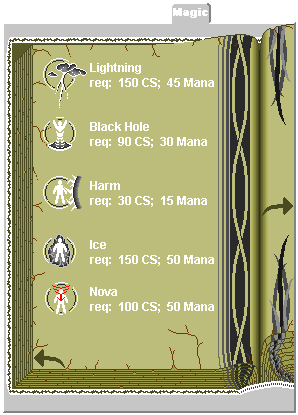 Magic
Lightning
req: 150 CS; 45 Mana
Black Hole
req: 90 CS; 30 Mana
Harm
req: 30 CS; 15 Mana
Ice
req: 150 CS; 50 Mana
Nova
req: 100 CS; 50 Mana